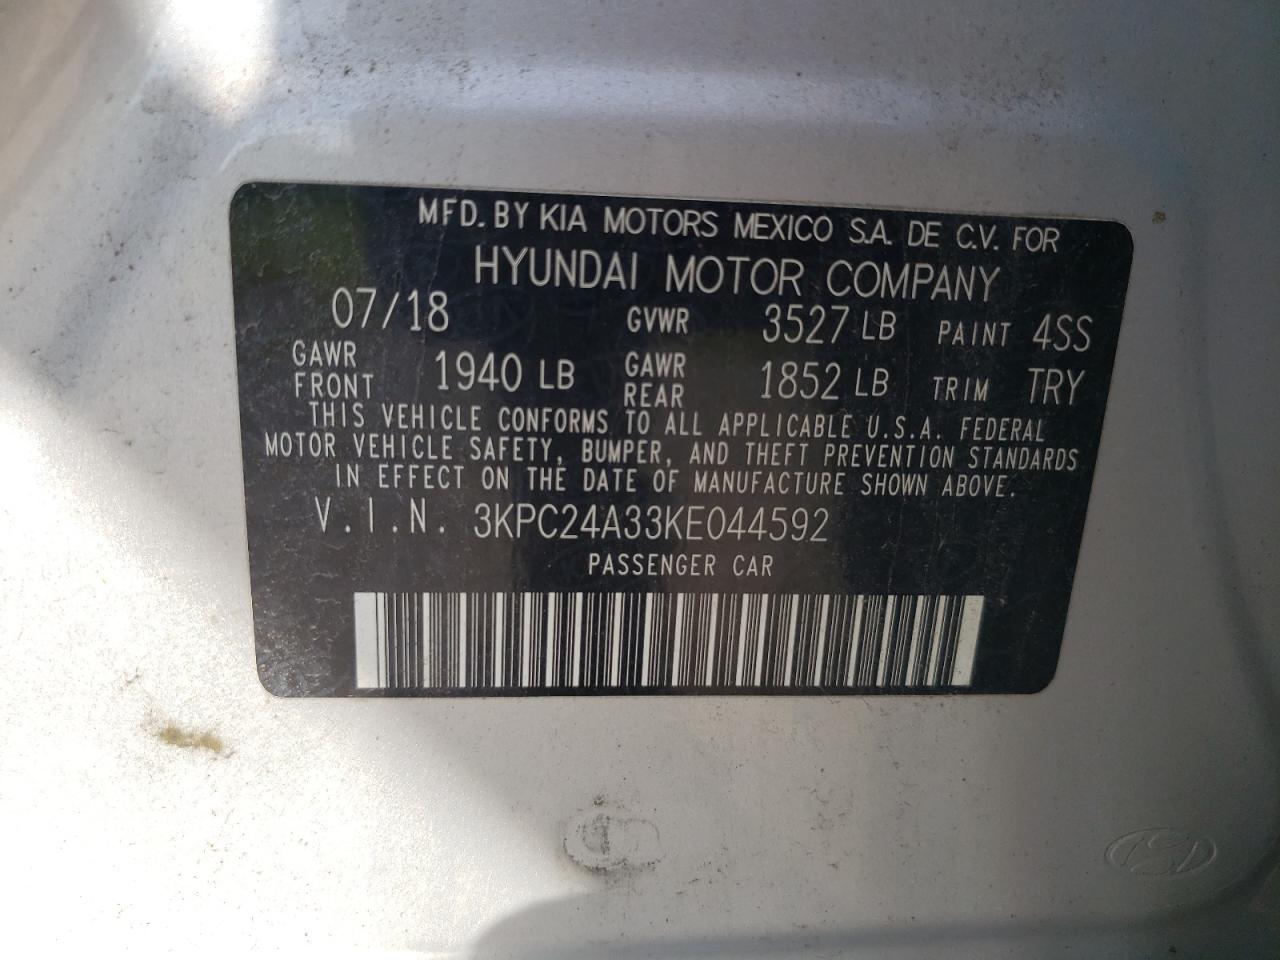 MFD. BY KIA MOTORS MEXICO S.A. DE C.V. FOR
HYUNDAI MOTOR COMPANY
07/18 GVWR 3527 LB PAINT 4SS
GAWR FRONT 1940 LB GAWR REAR 1852 LB TRIM TRY
THIS VEHICLE CONFORMS TO ALL APPLICABLE U.S.A. FEDERAL
MOTOR VEHICLE SAFETY, BUMPER, AND THEFT PREVENTION STANDARDS
IN EFFECT ON THE DATE OF MANUFACTURE SHOWN ABOVE.
V.I.N. 3KPC24A33KE044592
PASSENGER CAR